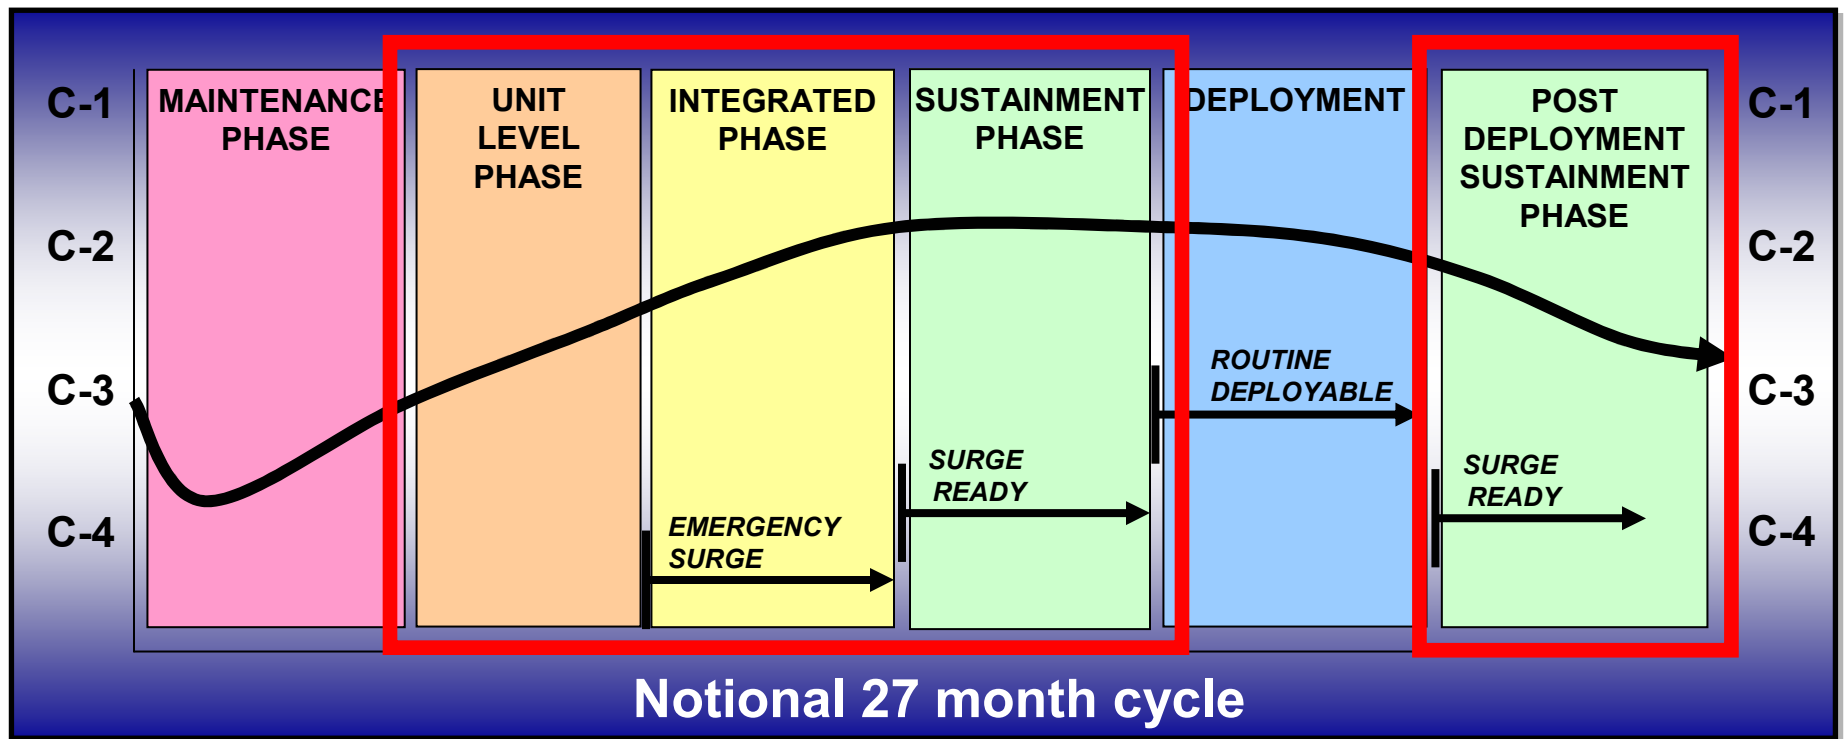 C-1
C-2
C-3
C-4
MAINTENANCE
PHASE
UNIT
LEVEL
PHASE
INTEGRATED
PHASE
SUSTAINMENT
PHASE
DEPLOYMENT
POST
DEPLOYMENT
SUSTAINMENT
PHASE
EMERGENCY
SURGE
SURGE
READY
ROUTINE
DEPLOYABLE
SURGE
READY
C-1
C-2
C-3
C-4
Notional 27 month cycle